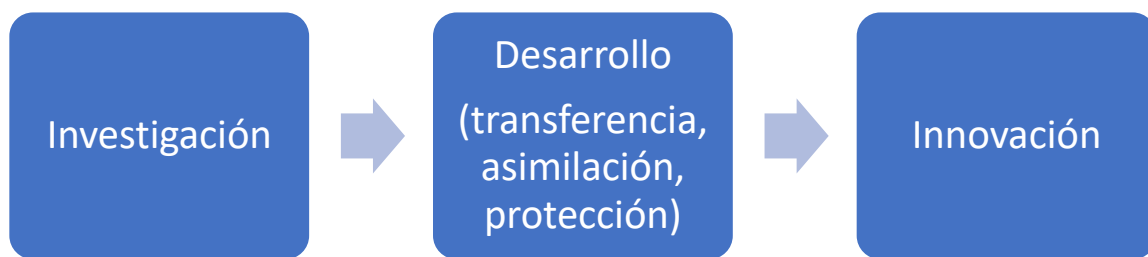 Investigación
Desarrollo
(transferencia,
asimilación,
protección)
Innovación